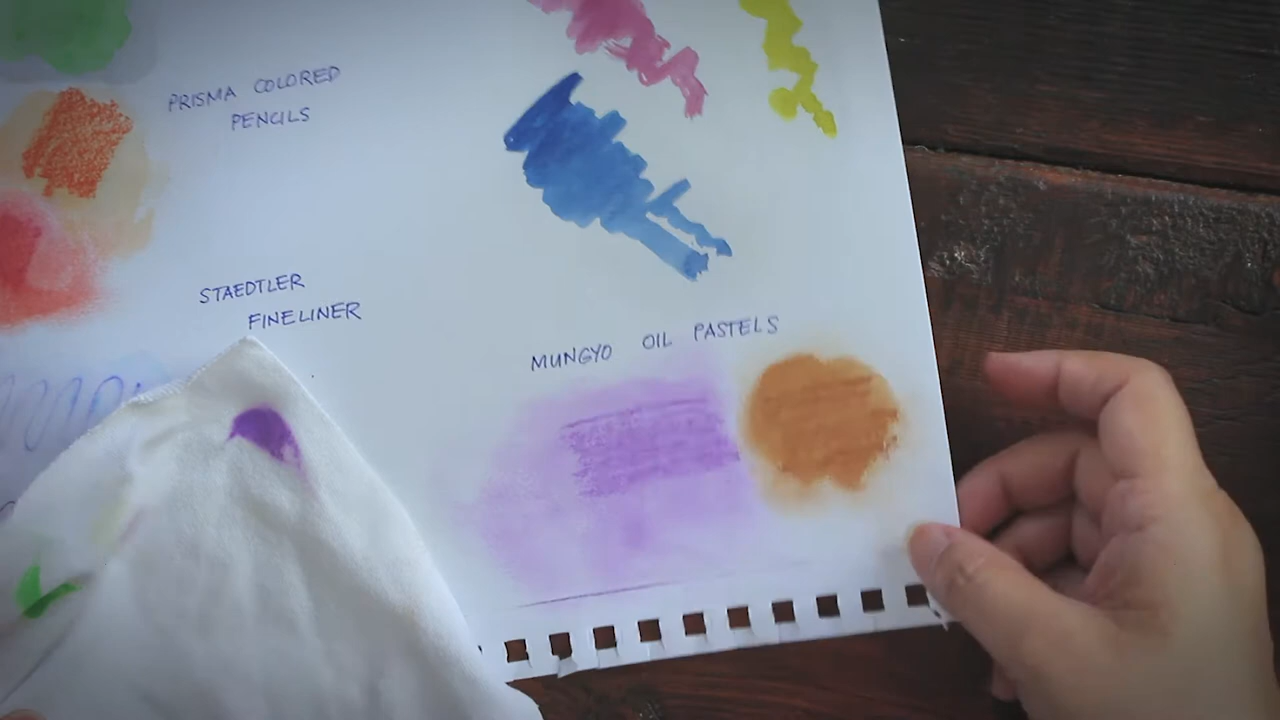 PRISMA COLORED
PENCILS
STAEDTLER
FINELINER
MUNGYO OIL PASTELS